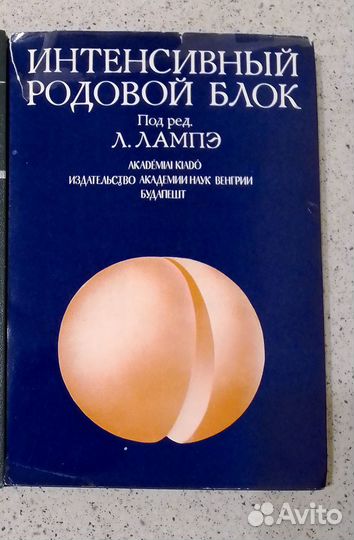 ИНТЕНСИВНЫЙ
РОДОВОЙ БЛОК
Под ред.
Л. ЛАМПЭ
AKADÉMIAI KIADÓ
ИЗДАТЕЛЬСТВО АКАДЕМИИ НАУК ВЕНГРИИ
БУДАПЕШТ
Avito